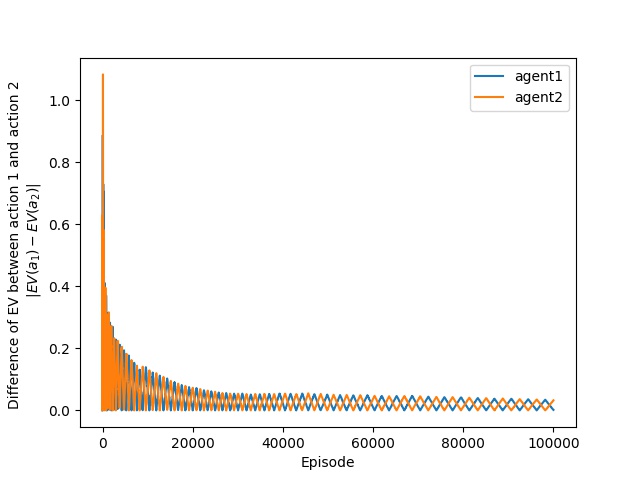 agent1
agent2
Difference of EV between action 1 and action 2
|EV(a₁) − EV(a₂)|
1.0
0.8
0.6
0.4
0.2
0.0
0
20000
40000
60000
80000
100000
Episode